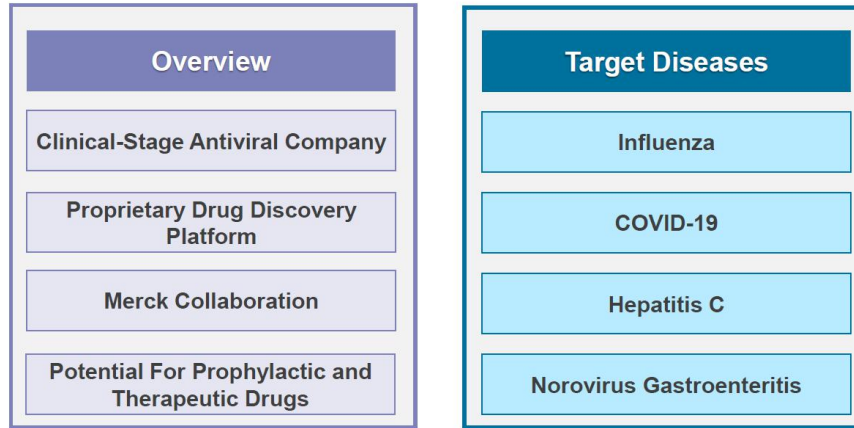 Overview
Clinical-Stage Antiviral Company
Proprietary Drug Discovery
Platform
Merck Collaboration
Potential For Prophylactic and
Therapeutic Drugs
Target Diseases
Influenza
COVID-19
Hepatitis C
Norovirus Gastroenteritis